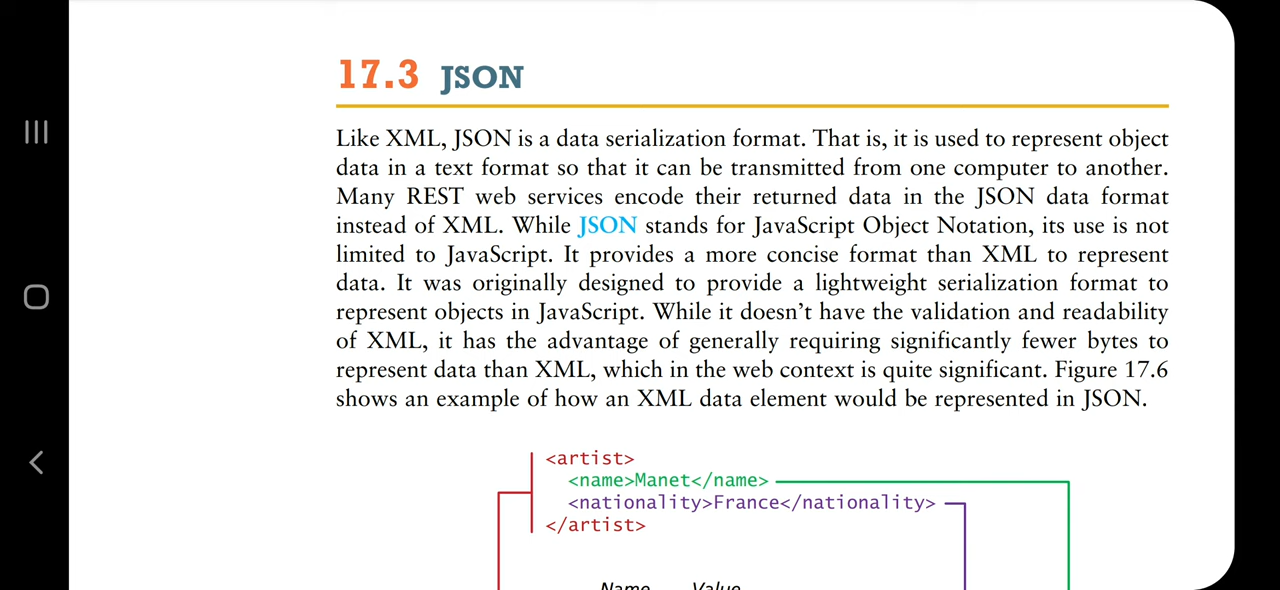 17.3 JSON
Like XML, JSON is a data serialization format. That is, it is used to represent object
data in a text format so that it can be transmitted from one computer to another.
Many REST web services encode their returned data in the JSON data format
instead of XML. While JSON stands for JavaScript Object Notation, its use is not
limited to JavaScript. It provides a more concise format than XML to represent
data. It was originally designed to provide a lightweight serialization format to
represent objects in JavaScript. While it doesn’t have the validation and readability
of XML, it has the advantage of generally requiring significantly fewer bytes to
represent data than XML, which in the web context is quite significant. Figure 17.6
shows an example of how an XML data element would be represented in JSON.
<artist>
<name>Manet</name>
<nationality>France</nationality>
</artist>
Name Value